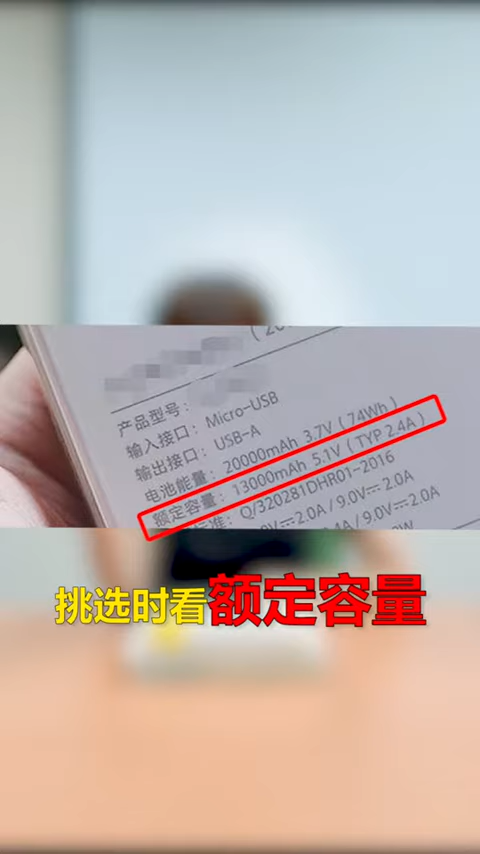 产品型号：
输入接口：Micro-USB
输出接口：USB-A
电池能量：20000mAh 3.7V（74Wh）
额定容量：13000mAh 5.1V（TYP 2.4A）
Q/320281DHR01-2016
2.0A / 9.0V⎓2.0A
/ 9.0V⎓2.0A
挑选时看额定容量